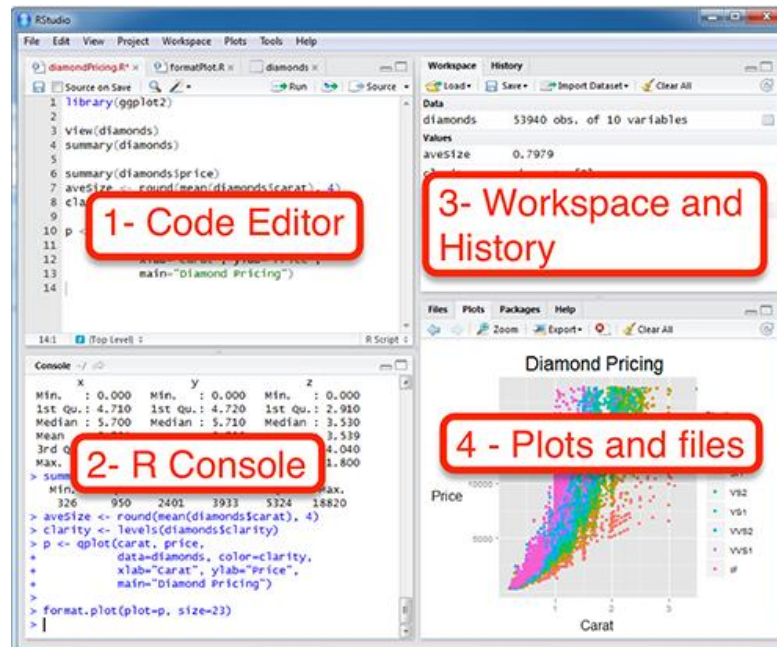 RStudio
File Edit View Project Workspace Plots Tools Help
diamondPricing.R* × formatPlot.R × diamonds ×
Source on Save Run Source
1 library(ggplot2)
2
3 View(diamonds)
4 summary(diamonds)
5
6 summary(diamonds$price)
7 aveSize <- round(mean(diamonds$carat), 4)
8
9
10 p
11
12 xlab="Carat", ylab="Price",
13 main="Diamond Pricing")
14
1- Code Editor
14:1 (Top Level) R Script
Console ~/
x y z
Min. : 0.000 Min. : 0.000 Min. : 0.000
1st Qu.: 4.710 1st Qu.: 4.720 1st Qu.: 2.910
Median : 5.700 Median : 5.710 Median : 3.530
Mean 3.539
3rd Q 4.040
Max. 1.800
2- R Console
> summ
Min. Max.
326 950 2401 3933 5324 18820
> aveSize <- round(mean(diamonds$carat), 4)
> clarity <- levels(diamonds$clarity)
> p <- qplot(carat, price,
+ data=diamonds, color=clarity,
+ xlab="Carat", ylab="Price",
+ main="Diamond Pricing")
>
> format.plot(plot=p, size=23)
>
Workspace History
Load Save Import Dataset Clear All
Data
diamonds 53940 obs. of 10 variables
Values
aveSize 0.7979
3- Workspace and
History
Files Plots Packages Help
Zoom Export Clear All
Diamond Pricing
4 - Plots and files
Price
10000
5000
VS2
VS1
VVS2
VVS1
IF
1 2 3
Carat